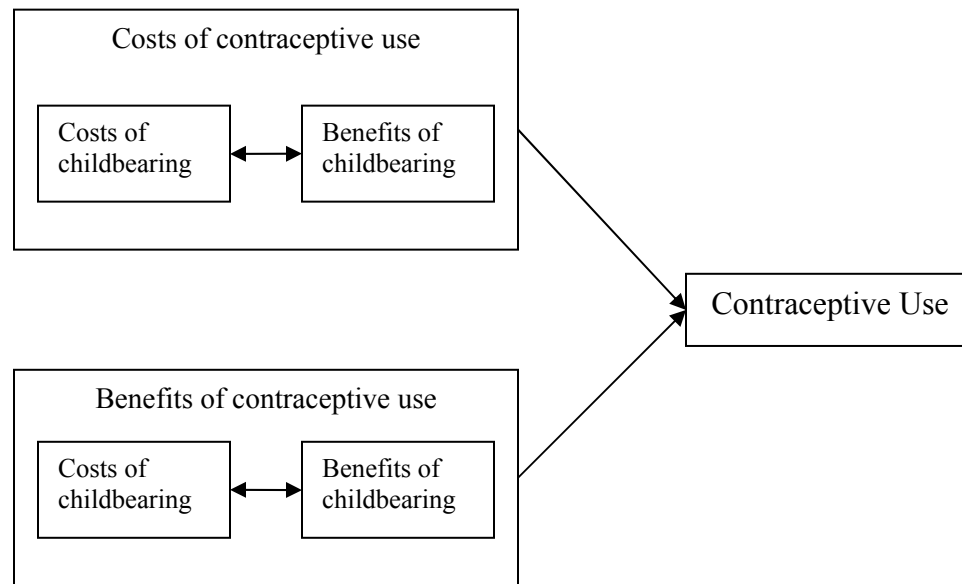 Costs of contraceptive use
Costs of
childbearing
Benefits of
childbearing
Contraceptive Use
Benefits of contraceptive use
Costs of
childbearing
Benefits of
childbearing